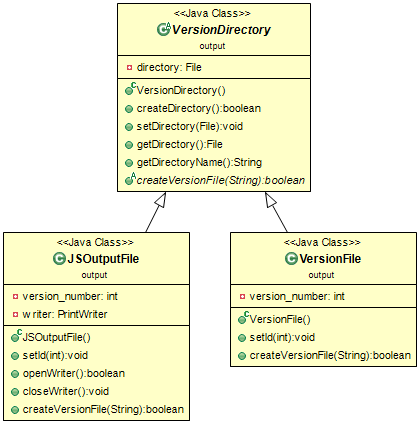 <<Java Class>>
VersionDirectory
output
directory: File
VersionDirectory()
createDirectory():boolean
setDirectory(File):void
getDirectory():File
getDirectoryName():String
createVersionFile(String):boolean
<<Java Class>>
JSOutputFile
output
version_number: int
writer: PrintWriter
JSOutputFile()
setId(int):void
openWriter():boolean
closeWriter():void
createVersionFile(String):boolean
<<Java Class>>
VersionFile
output
version_number: int
VersionFile()
setId(int):void
createVersionFile(String):boolean